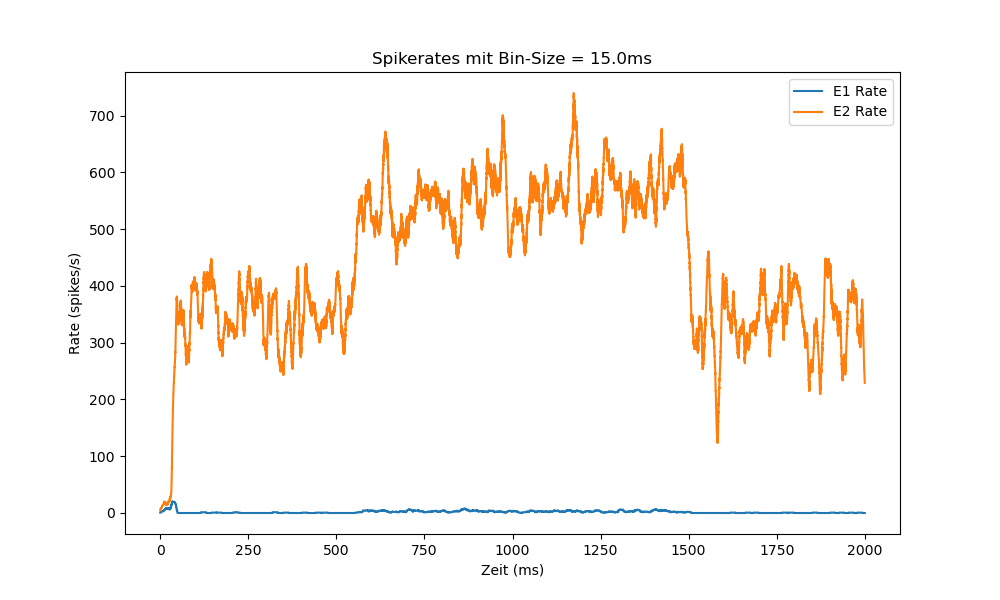 Spikerates mit Bin-Size = 15.0ms
E1 Rate
E2 Rate
Rate (spikes/s)
700
600
500
400
300
200
100
0
0 250 500 750 1000 1250 1500 1750 2000
Zeit (ms)